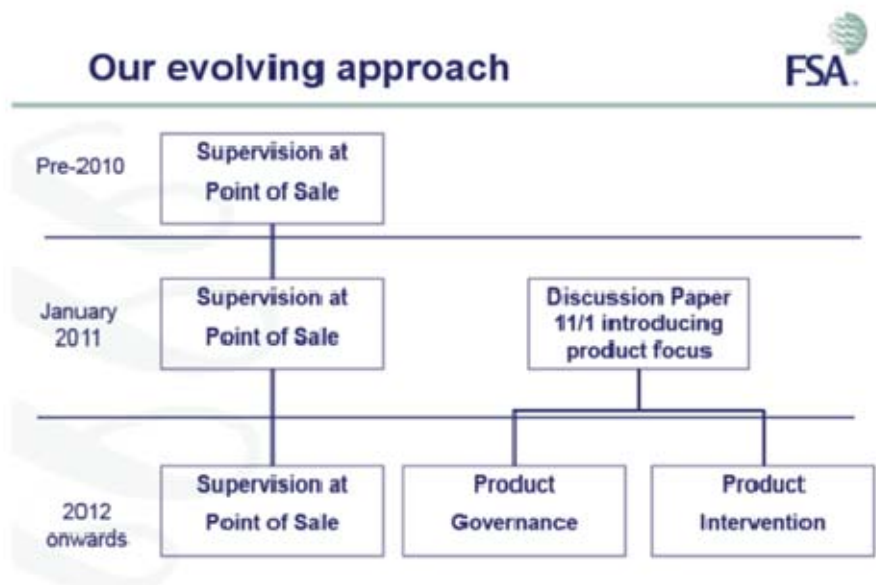 Our evolving approach
FSA
Pre-2010
Supervision at
Point of Sale
January
2011
Supervision at
Point of Sale
Discussion Paper
11/1 introducing
product focus
2012
onwards
Supervision at
Point of Sale
Product
Governance
Product
Intervention